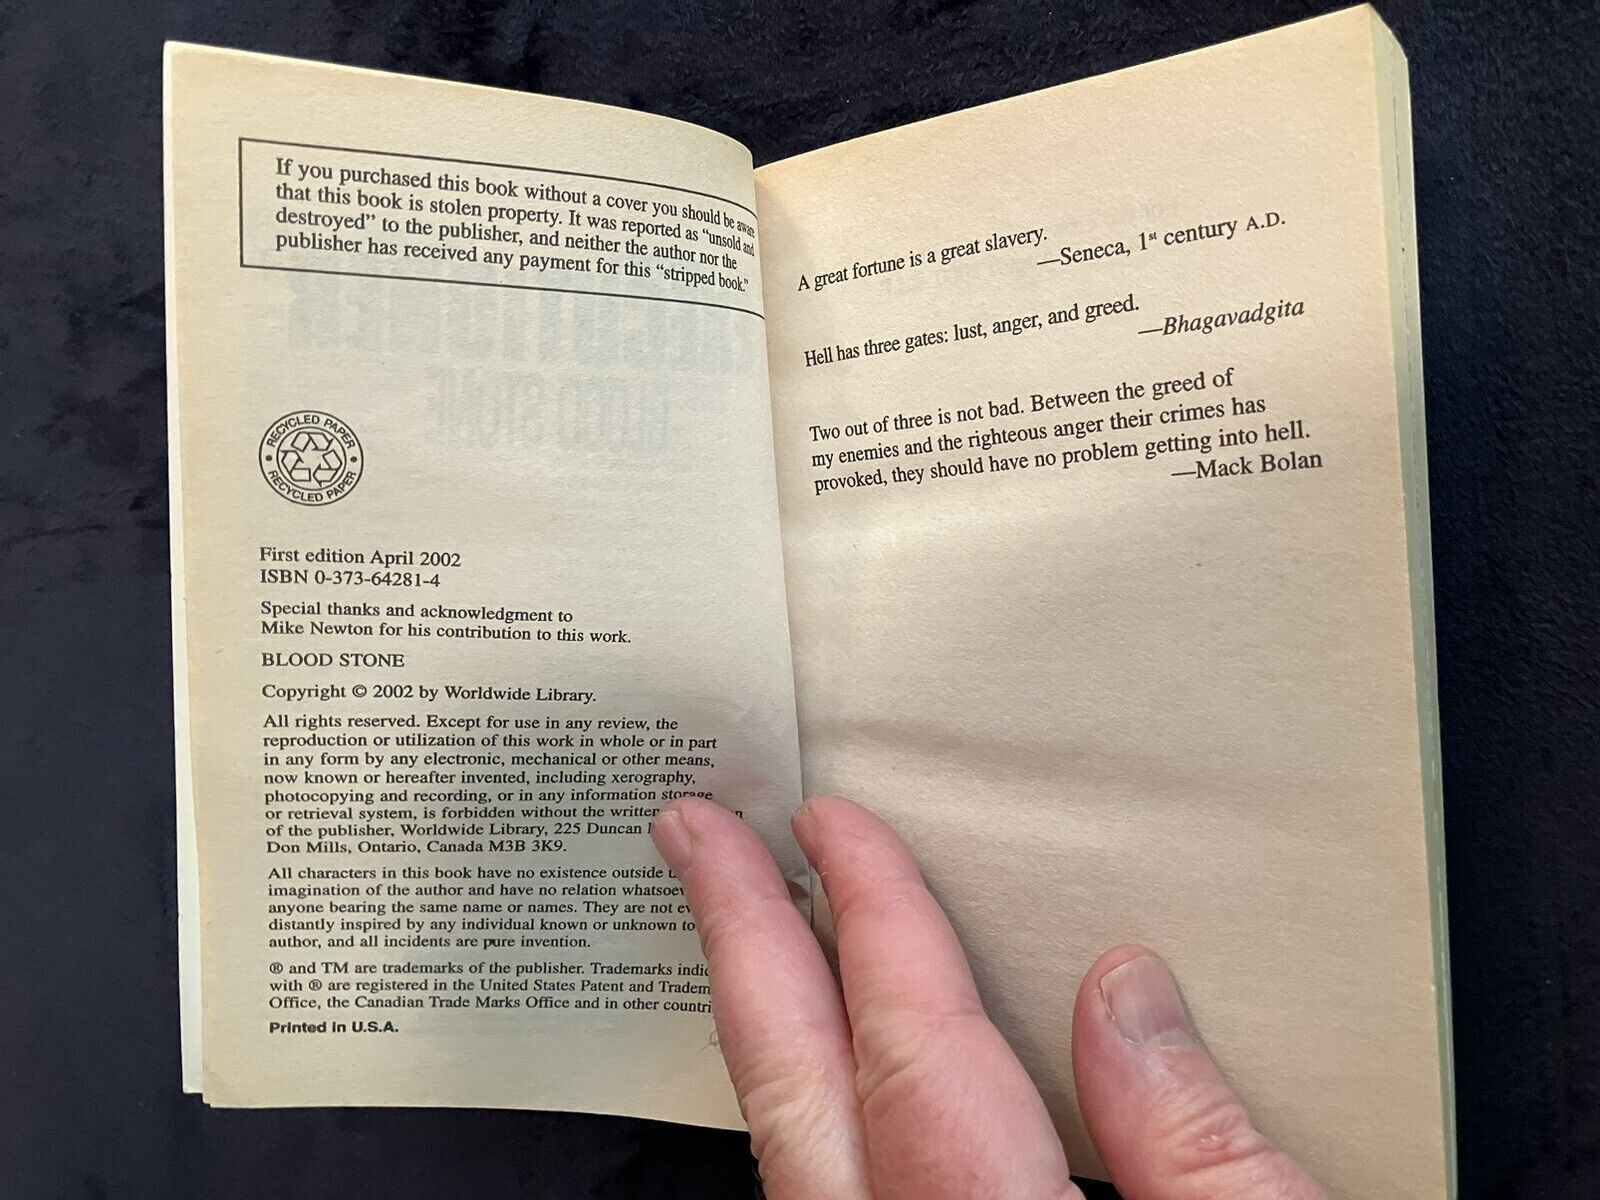 If you purchased this book without a cover you should be aware
that this book is stolen property. It was reported as "unsold and
destroyed" to the publisher, and neither the author nor the
publisher has received any payment for this "stripped book."
RECYCLED PAPER
RECYCLED PAPER
First edition April 2002
ISBN 0-373-64281-4
Special thanks and acknowledgment to
Mike Newton for his contribution to this work.
BLOOD STONE
Copyright © 2002 by Worldwide Library.
All rights reserved. Except for use in any review, the
reproduction or utilization of this work in whole or in part
in any form by any electronic, mechanical or other means,
now known or hereafter invented, including xerography,
photocopying and recording, or in any information storage
or retrieval system, is forbidden without the written
of the publisher, Worldwide Library, 225 Duncan
Don Mills, Ontario, Canada M3B 3K9.
All characters in this book have no existence outside
imagination of the author and have no relation whatsoev
anyone bearing the same name or names. They are not ev
distantly inspired by any individual known or unknown to
author, and all incidents are pure invention.
® and TM are trademarks of the publisher. Trademarks indic
with ® are registered in the United States Patent and Tradem
Office, the Canadian Trade Marks Office and in other countri
Printed in U.S.A.
A great fortune is a great slavery.
—Seneca, 1st century A.D.
Hell has three gates: lust, anger, and greed.
—Bhagavadgita
Two out of three is not bad. Between the greed of
my enemies and the righteous anger their crimes has
provoked, they should have no problem getting into hell.
—Mack Bolan